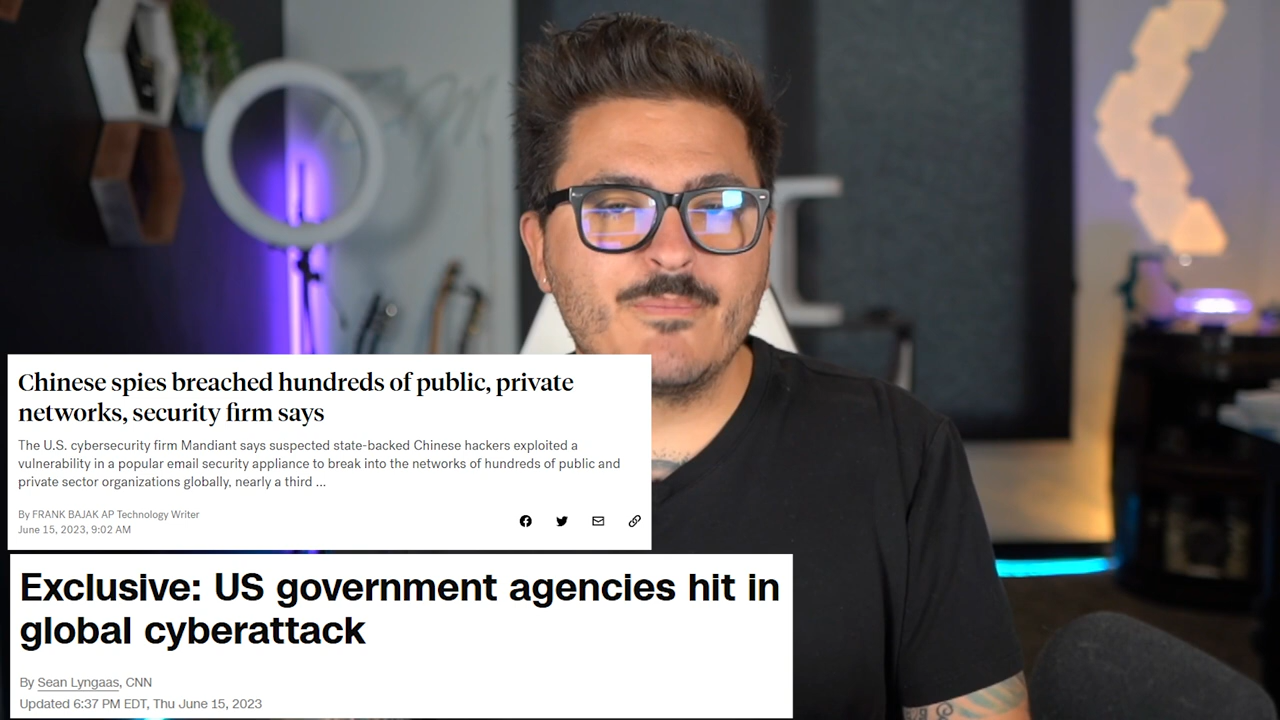 Chinese spies breached hundreds of public, private
networks, security firm says
The U.S. cybersecurity firm Mandiant says suspected state-backed Chinese hackers exploited a
vulnerability in a popular email security appliance to break into the networks of hundreds of public and
private sector organizations globally, nearly a third ...
By FRANK BAJAK AP Technology Writer
June 15, 2023, 9:02 AM
Exclusive: US government agencies hit in
global cyberattack
By Sean Lyngaas, CNN
Updated 6:37 PM EDT, Thu June 15, 2023